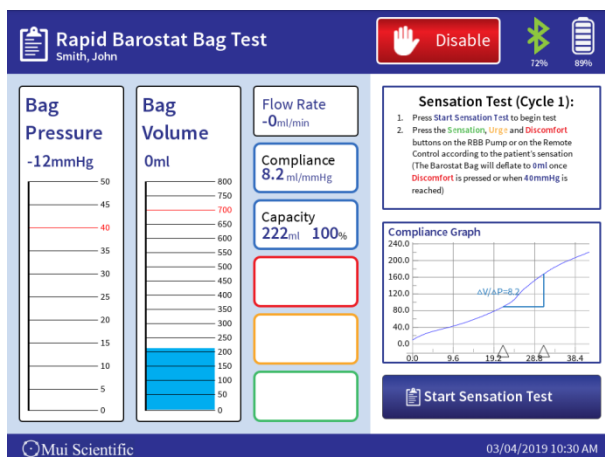 Rapid Barostat Bag Test
Smith, John
Disable
72%
89%
Bag
Pressure
-12mmHg
50
45
40
35
30
25
20
15
10
5
0
Bag
Volume
0ml
800
750
700
650
600
550
500
450
400
350
300
250
200
150
100
50
0
Flow Rate
-0ml/min
Compliance
8.2 ml/mmHg
Capacity
222ml 100%
Sensation Test (Cycle 1):
1. Press Start Sensation Test to begin test
2. Press the Sensation, Urge and Discomfort
buttons on the RBB Pump or on the Remote
Control according to the patient's sensation
(The Barostat Bag will deflate to 0ml once
Discomfort is pressed or when 40mmHg is
reached)
Compliance Graph
240.0
200.0
160.0
120.0
80.0
40.0
0.0
△V/△P=8.2
0.0 9.6 19.2 28.8 38.4
Start Sensation Test
Mui Scientific
03/04/2019 10:30 AM